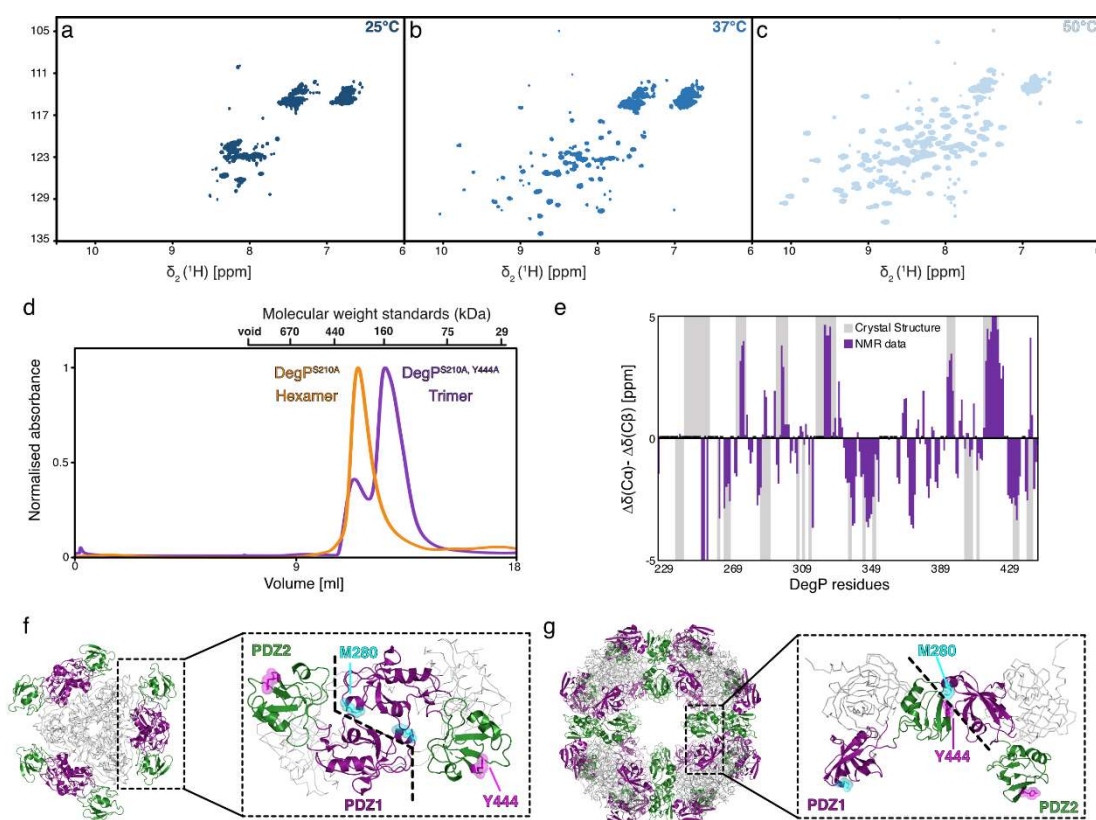 a
25°C
b
37°C
c
50°C
105
111
117
123
129
135
10
9
8
7
6
10
9
8
7
6
10
9
8
7
6
δ₂(¹H) [ppm]
δ₂(¹H) [ppm]
δ₂(¹H) [ppm]
d
Molecular weight standards (kDa)
void 670 440 160 75 29
DegPS210A
Hexamer
DegPS210A, Y444A
Trimer
Normalised absorbance
1
0.5
0
0
9
18
Volume [ml]
e
Crystal Structure
NMR data
Δδ(Cα)- Δδ(Cβ) [ppm]
5
0
-5
229 269 309 349 389 429
DegP residues
f
PDZ2
M280
PDZ1
Y444
g
M280
Y444
PDZ1
PDZ2